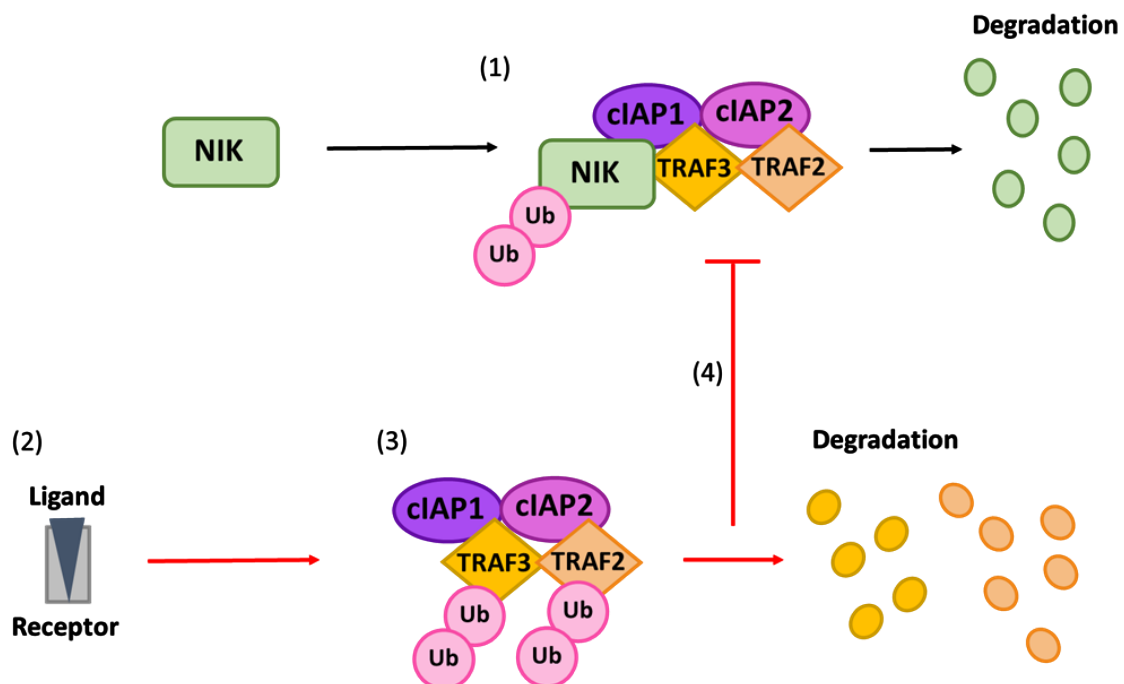 Degradation
(1)
cIAP1
cIAP2
NIK
NIK
TRAF3
TRAF2
Ub
Ub
(4)
(2)
(3)
Degradation
Ligand
cIAP1
cIAP2
TRAF3
TRAF2
Receptor
Ub
Ub
Ub
Ub